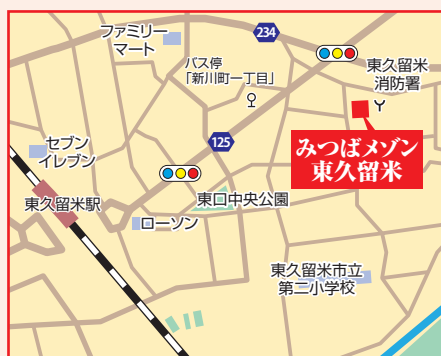 ファミリー
マート
234
バス停
「新川町一丁目」
東久留米
消防署
125
みつばメゾン
東久留米
セブン
イレブン
東久留米駅
東口中央公園
ローソン
東久留米市立
第二小学校